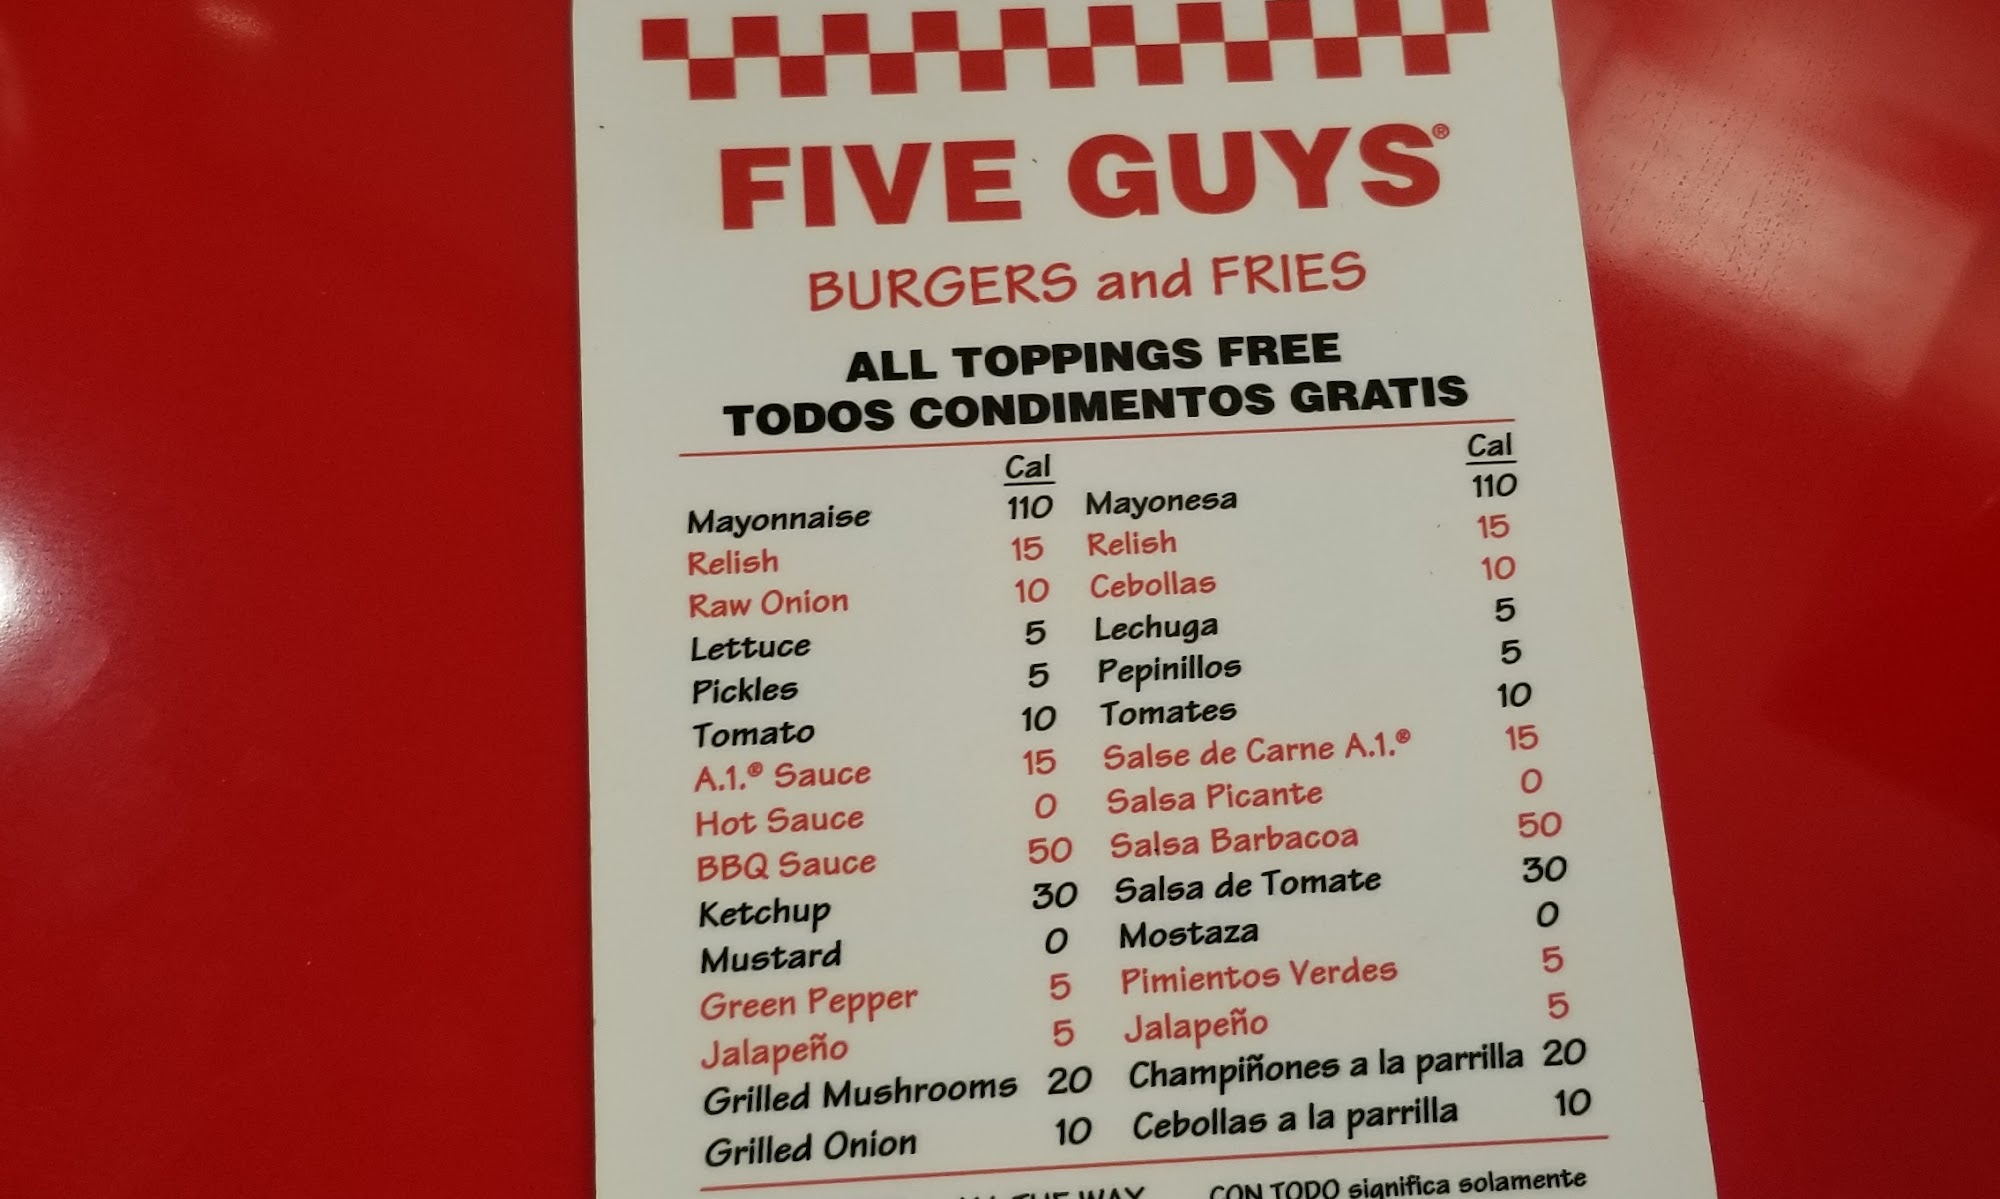 FIVE GUYS®
BURGERS and FRIES
ALL TOPPINGS FREE
TODOS CONDIMENTOS GRATIS
Cal Cal
Mayonnaise 110 Mayonesa 110
Relish 15 Relish 15
Raw Onion 10 Cebollas 10
Lettuce 5 Lechuga 5
Pickles 5 Pepinillos 5
Tomato 10 Tomates 10
A.1.® Sauce 15 Salse de Carne A.1.® 15
Hot Sauce 0 Salsa Picante 0
BBQ Sauce 50 Salsa Barbacoa 50
Ketchup 30 Salsa de Tomate 30
Mustard 0 Mostaza 0
Green Pepper 5 Pimientos Verdes 5
Jalapeño 5 Jalapeño 5
Grilled Mushrooms 20 Champiñones a la parrilla 20
Grilled Onion 10 Cebollas a la parrilla 10
THE WAY CON TODO significa solamente